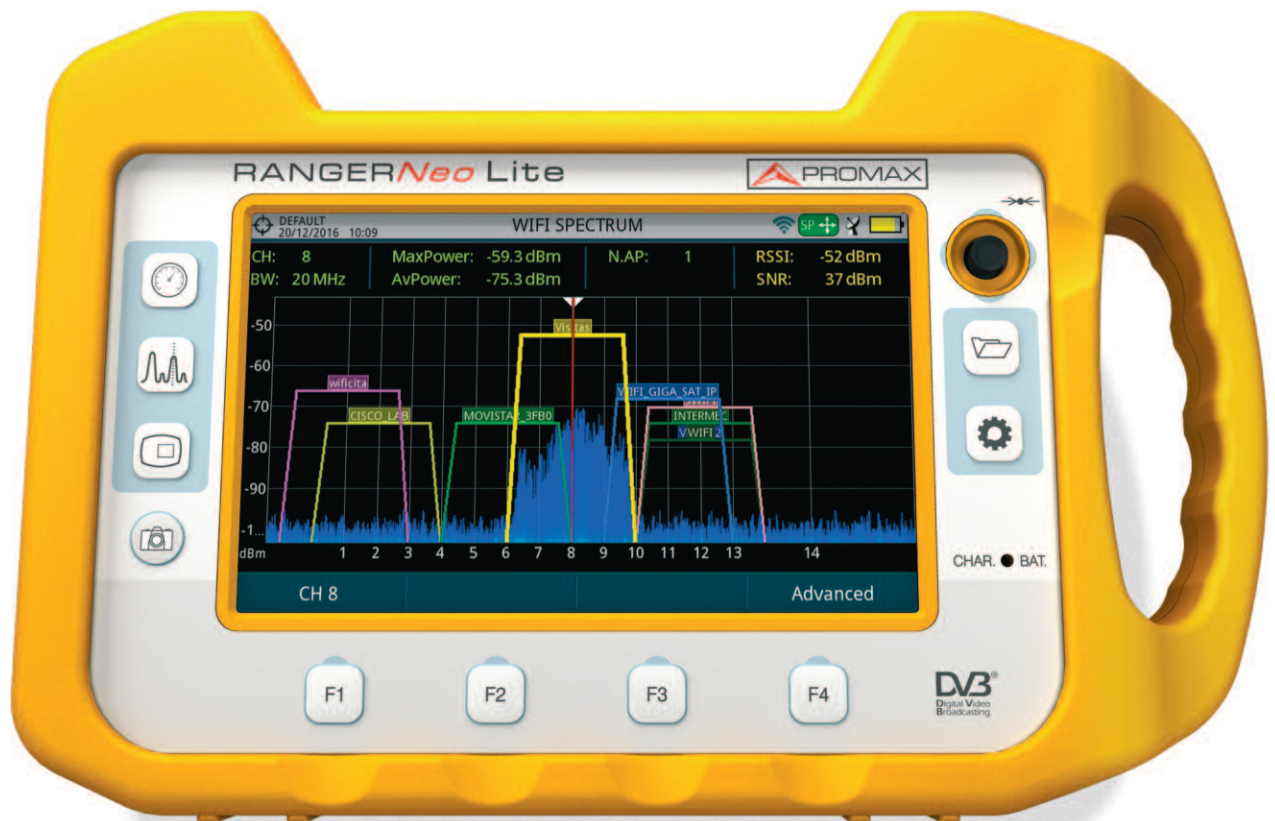 RANGERNeo Lite
PROMAX
DEFAULT
20/12/2016 10:09
WIFI SPECTRUM
SP
CH: 8
MaxPower: -59.3 dBm
N.AP: 1
RSSI: -52 dBm
BW: 20 MHz
AvPower: -75.3 dBm
SNR: 37 dBm
-50
Visitas
-60
wificita
WIFI_GIGA_SAT_IP
-70
CISCO_LAB
MOVISTAR_3FB0
INTERMEC
VWIFI 2
-80
-90
-1...
dBm 1 2 3 4 5 6 7 8 9 10 11 12 13 14
CH 8
Advanced
CHAR. BAT.
F1
F2
F3
F4
DVB®
Digital Video
Broadcasting